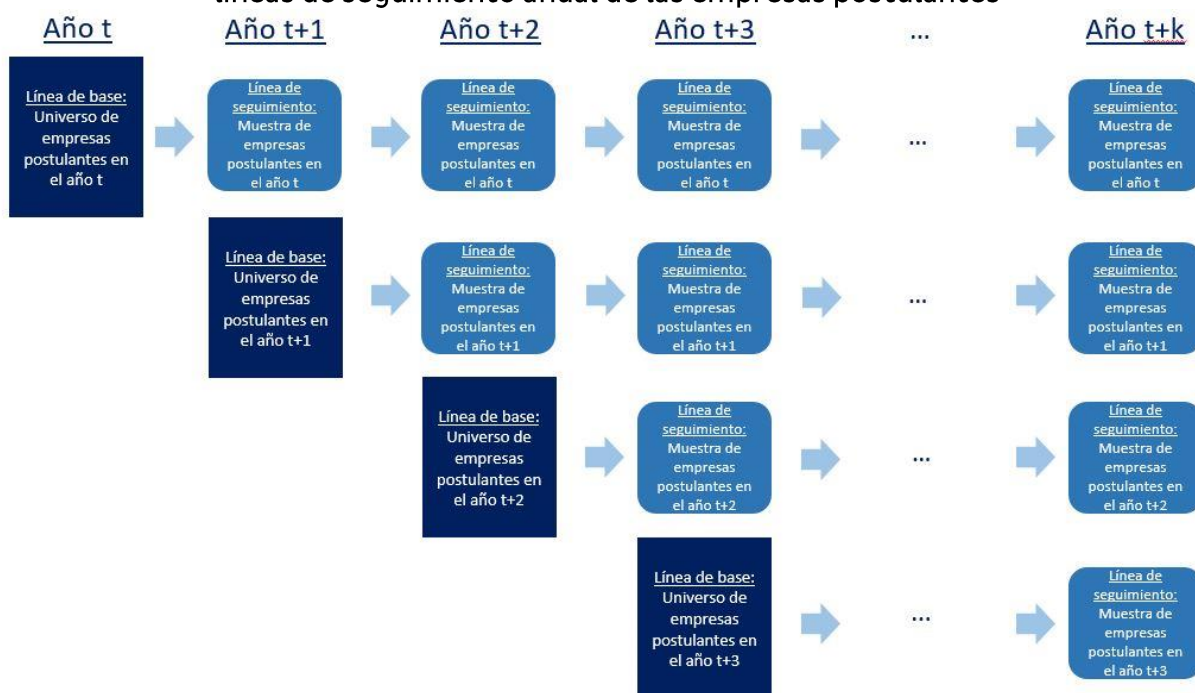 líneas de seguimiento anual de las empresas postulantes
Año t
Año t+1
Año t+2
Año t+3
...
Año t+k
Línea de base:
Universo de
empresas
postulantes en
el año t
Línea de
seguimiento:
Muestra de
empresas
postulantes en
el año t
Línea de
seguimiento:
Muestra de
empresas
postulantes en
el año t
Línea de
seguimiento:
Muestra de
empresas
postulantes en
el año t
...
Línea de
seguimiento:
Muestra de
empresas
postulantes en
el año t
Línea de base:
Universo de
empresas
postulantes en
el año t+1
Línea de
seguimiento:
Muestra de
empresas
postulantes en
el año t+1
Línea de
seguimiento:
Muestra de
empresas
postulantes en
el año t+1
...
Línea de
seguimiento:
Muestra de
empresas
postulantes en
el año t+1
Línea de base:
Universo de
empresas
postulantes en
el año t+2
Línea de
seguimiento:
Muestra de
empresas
postulantes en
el año t+2
...
Línea de
seguimiento:
Muestra de
empresas
postulantes en
el año t+2
Línea de base:
Universo de
empresas
postulantes en
el año t+3
...
Línea de
seguimiento:
Muestra de
empresas
postulantes en
el año t+3